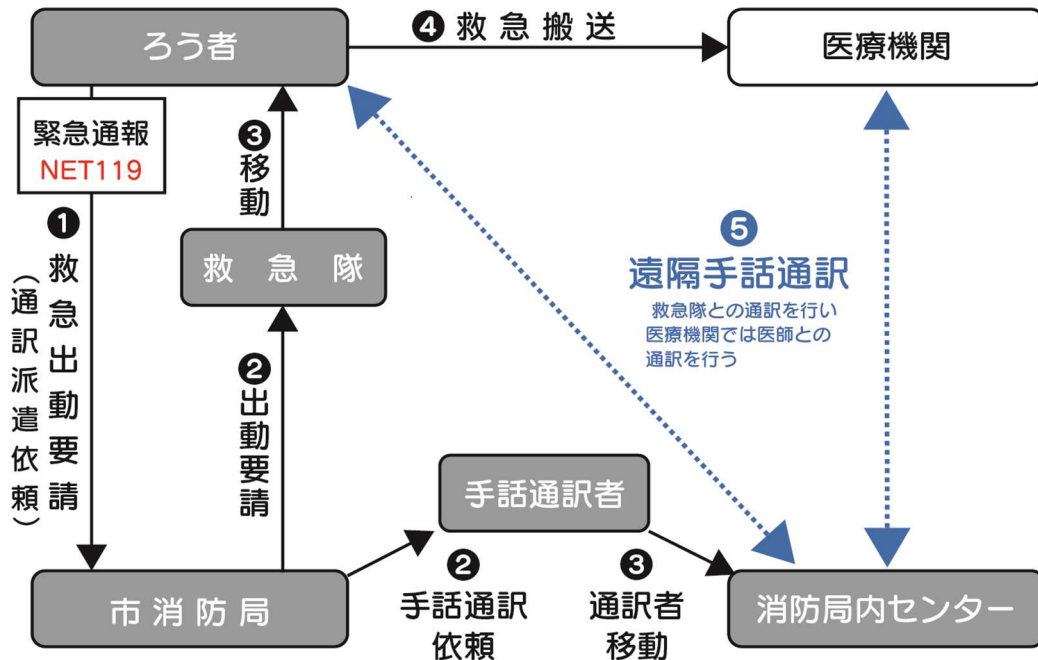 ろう者
❹救急搬送
医療機関
緊急通報
NET119
❶救急出動要請
(通訳派遣依頼)
❸移動
救急隊
❷出動要請
❺
遠隔手話通訳
救急隊との通訳を行い
医療機関では医師との
通訳を行う
手話通訳者
❷
手話通訳
依頼
❸
通訳者
移動
市消防局
消防局内センター